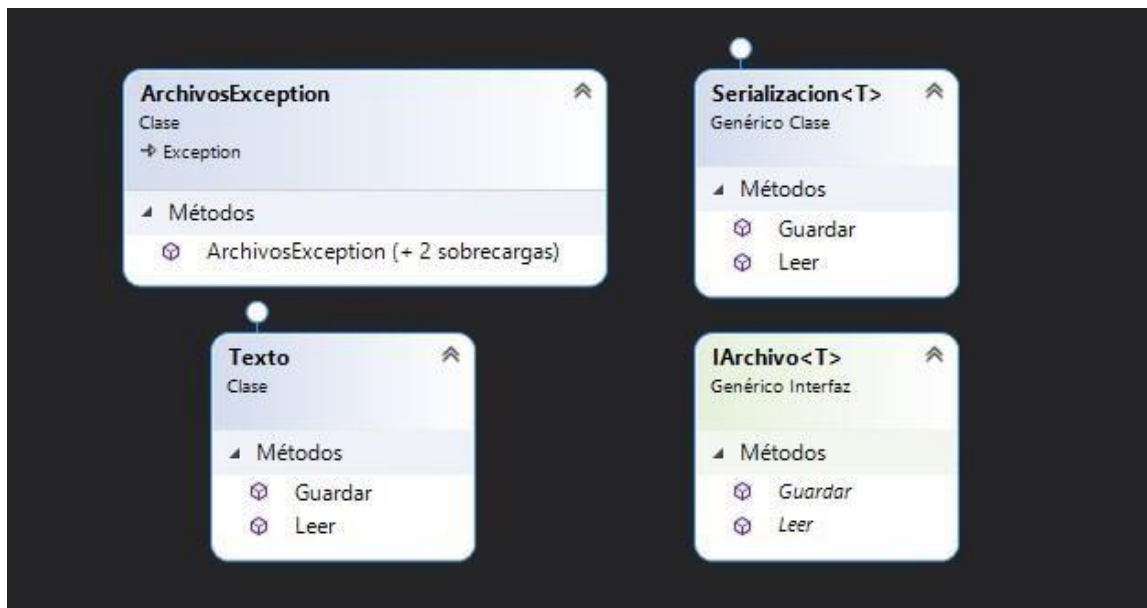 ArchivosException
Clase
Exception
Métodos
ArchivosException (+ 2 sobrecargas)
Serializacion<T>
Genérico Clase
Métodos
Guardar
Leer
Texto
Clase
Métodos
Guardar
Leer
IArchivo<T>
Genérico Interfaz
Métodos
Guardar
Leer